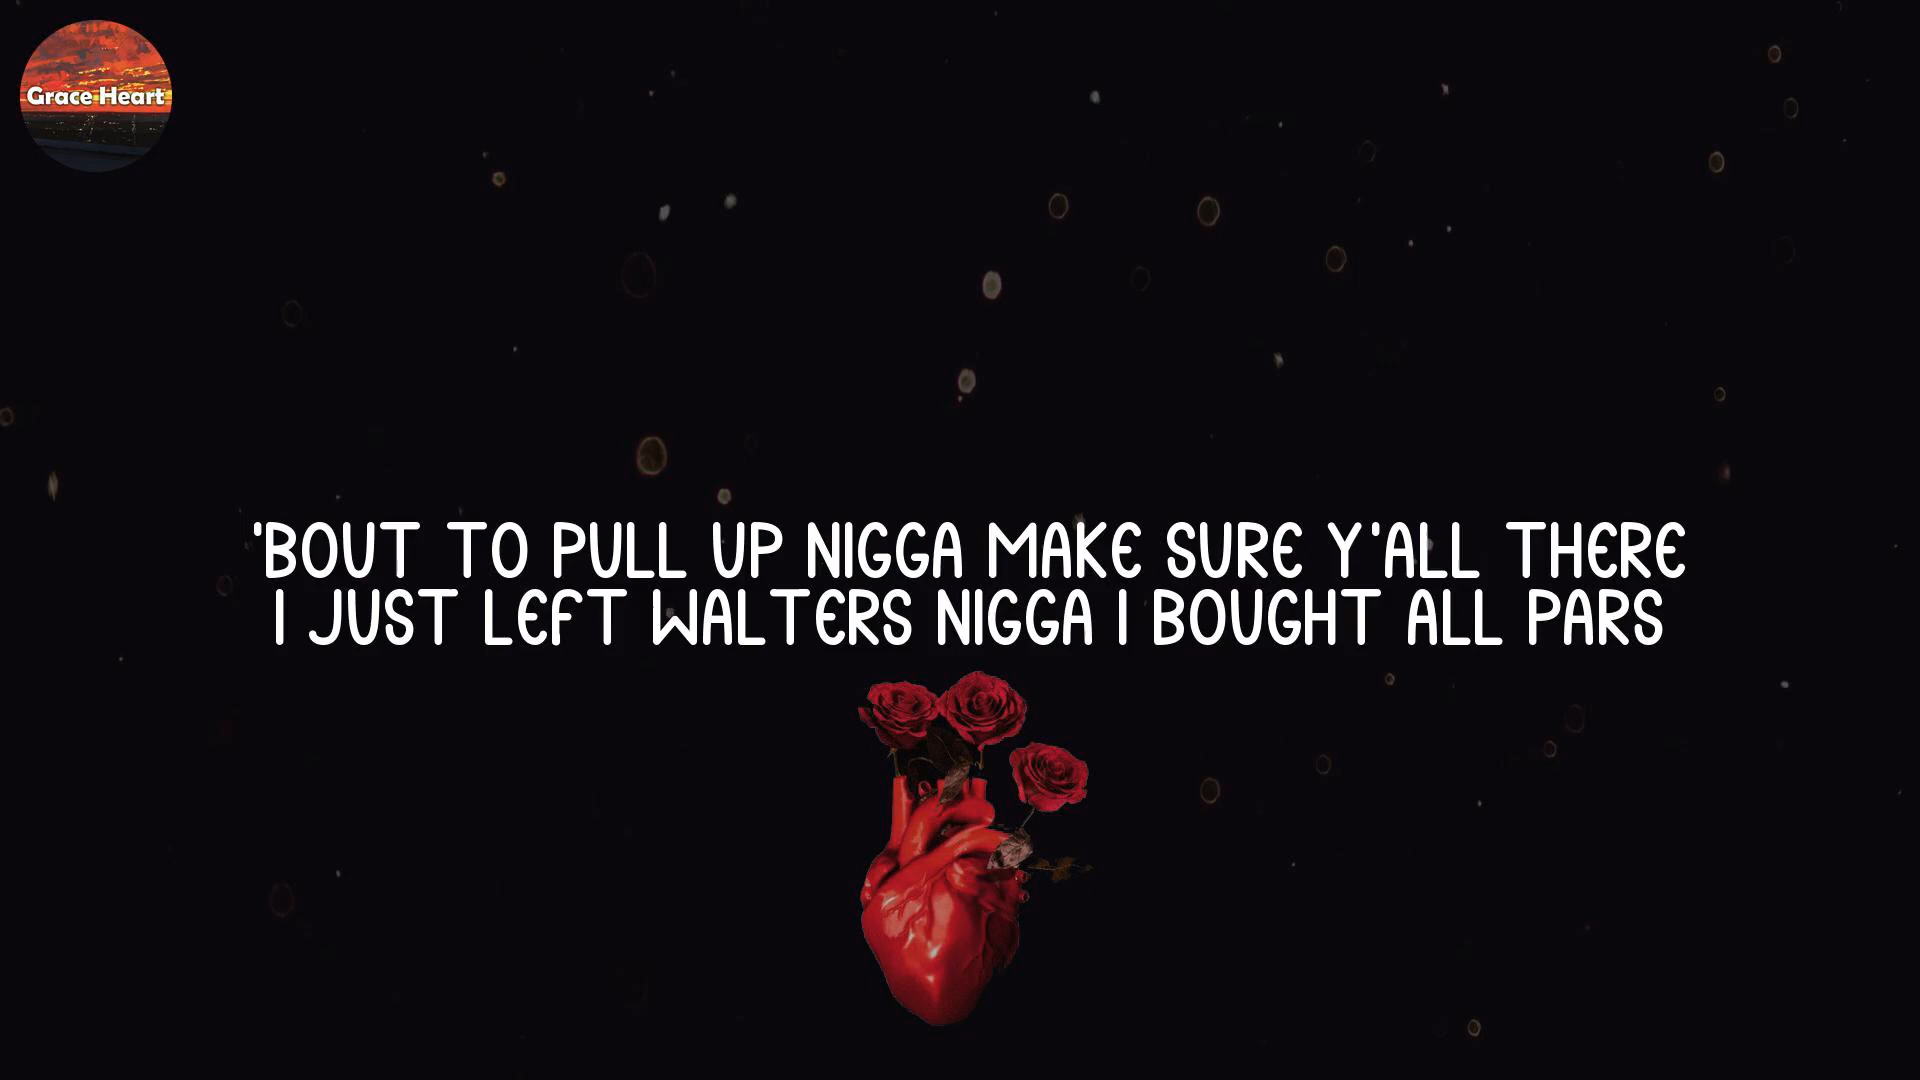 Grace Heart
'BOUT TO PULL UP NIGGA MAKE SURE Y'ALL THERE
I JUST LEFT WALTERS NIGGA I BOUGHT ALL PARS